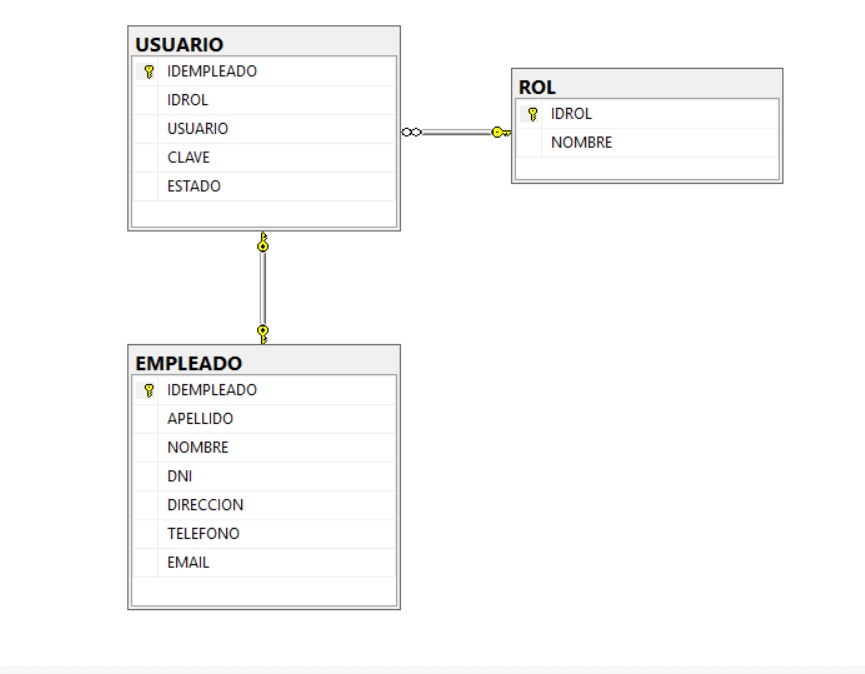 USUARIO
IDEMPLEADO
IDROL
USUARIO
CLAVE
ESTADO
ROL
IDROL
NOMBRE
EMPLEADO
IDEMPLEADO
APELLIDO
NOMBRE
DNI
DIRECCION
TELEFONO
EMAIL